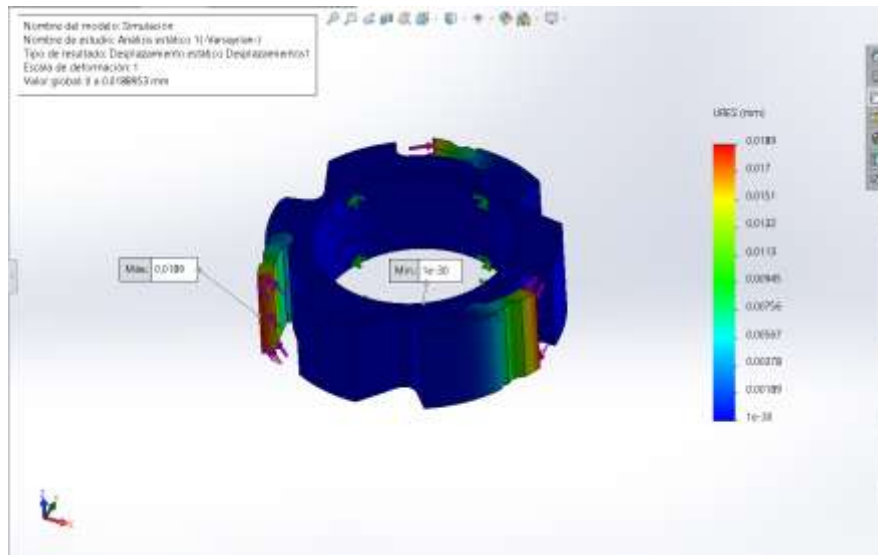 Nombre del modelo: Simulacion
Nombre de estudio: Análisis estático 1(-Varsaylan-)
Tipo de resultado: Desplazamiento estático Desplazamientos1
Escala de deformación: 1
Valor global: 0 a 0.0188953 mm
URES (mm)
0.0189
0.017
0.0151
0.0132
0.0113
0.00945
0.00756
0.00567
0.00378
0.00189
1e-30
Máx.: 0,0189
Mín.: 1e-30